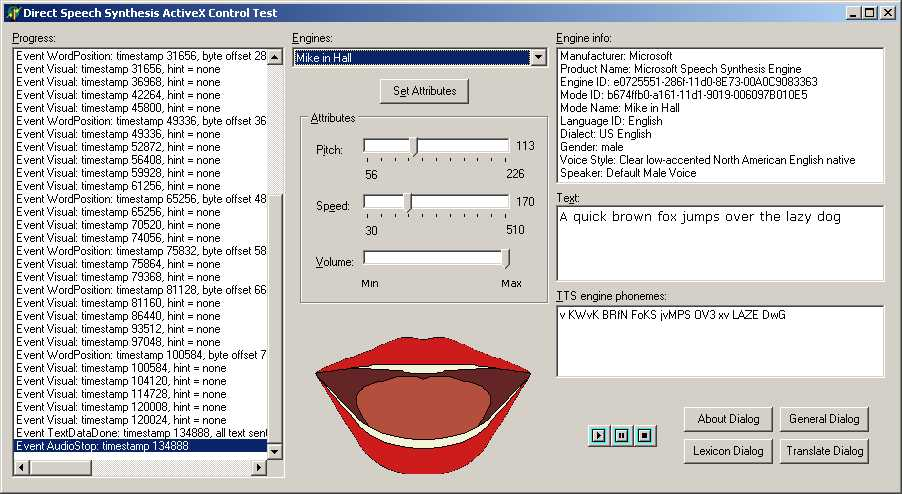 Direct Speech Synthesis ActiveX Control Test
Progress:
Event WordPosition: timestamp 31656, byte offset 28
Event Visual: timestamp 31656, hint = none
Event Visual: timestamp 36968, hint = none
Event Visual: timestamp 42264, hint = none
Event Visual: timestamp 45800, hint = none
Event WordPosition: timestamp 49336, byte offset 36
Event Visual: timestamp 49336, hint = none
Event Visual: timestamp 52872, hint = none
Event Visual: timestamp 56408, hint = none
Event Visual: timestamp 59928, hint = none
Event Visual: timestamp 61256, hint = none
Event WordPosition: timestamp 65256, byte offset 48
Event Visual: timestamp 65256, hint = none
Event Visual: timestamp 70520, hint = none
Event Visual: timestamp 74056, hint = none
Event WordPosition: timestamp 75832, byte offset 58
Event Visual: timestamp 75864, hint = none
Event Visual: timestamp 79368, hint = none
Event WordPosition: timestamp 81128, byte offset 66
Event Visual: timestamp 81160, hint = none
Event Visual: timestamp 86440, hint = none
Event Visual: timestamp 93512, hint = none
Event Visual: timestamp 97048, hint = none
Event WordPosition: timestamp 100584, byte offset 7
Event Visual: timestamp 100584, hint = none
Event Visual: timestamp 104120, hint = none
Event Visual: timestamp 114728, hint = none
Event Visual: timestamp 120008, hint = none
Event Visual: timestamp 120024, hint = none
Event TextDataDone: timestamp 134888, all text sent
Event AudioStop: timestamp 134888
Engines:
Mike in Hall
Set Attributes
Attributes
Pitch:
113
56
226
Speed:
170
30
510
Volume:
Min
Max
Engine info:
Manufacturer: Microsoft
Product Name: Microsoft Speech Synthesis Engine
Engine ID: e0725551-286f-11d0-8E73-00A0C9083363
Mode ID: b674ffb0-a161-11d1-9019-006097B010E5
Mode Name: Mike in Hall
Language ID: English
Dialect: US English
Gender: male
Voice Style: Clear low-accented North American English native
Speaker: Default Male Voice
Text:
A quick brown fox jumps over the lazy dog
TTS engine phonemes:
v KWvK BRfN FoKS jvMPS OV3 xv LAZE DwG
About Dialog
General Dialog
Lexicon Dialog
Translate Dialog